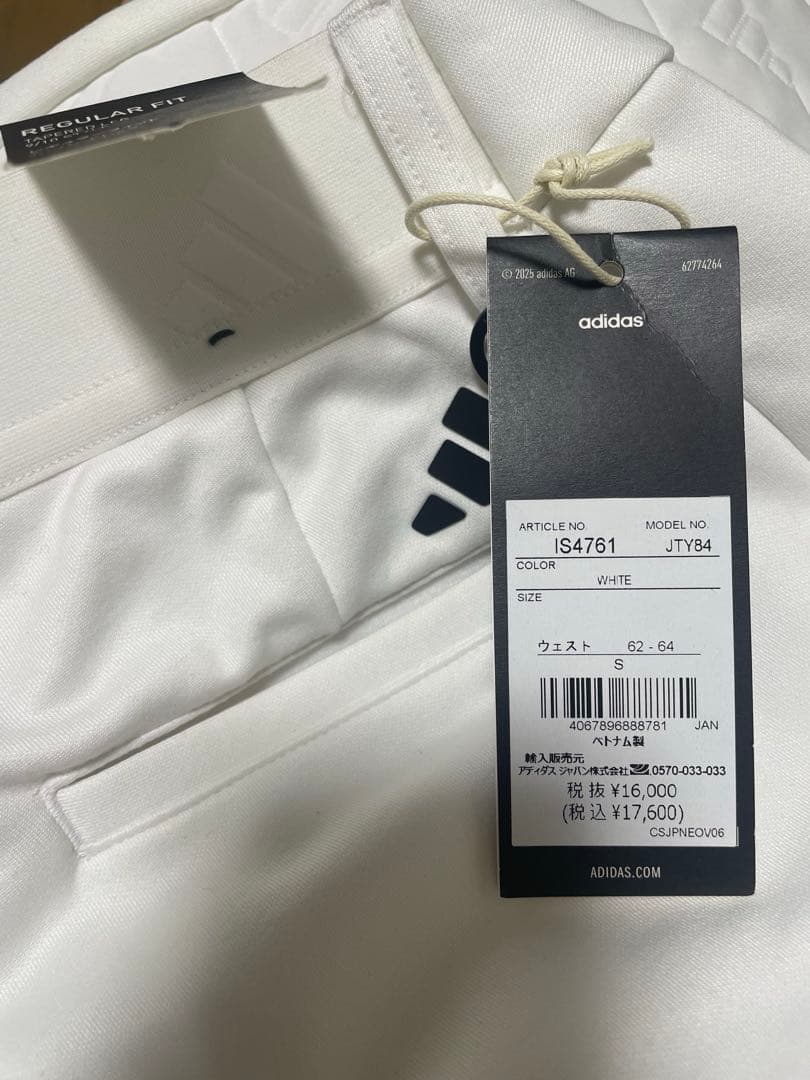 REGULAR FIT
© 2025 adidas AG
62774264
adidas
ARTICLE NO.
MODEL NO.
IS4761
JTY84
COLOR
WHITE
SIZE
ウェスト 62 - 64
S
4067896888781 JAN
ベトナム製
輸入販売元
アディダス ジャパン株式会社 0570-033-033
税 抜 ¥16,000
(税 込 ¥17,600)
CSJPNEOV06
ADIDAS.COM